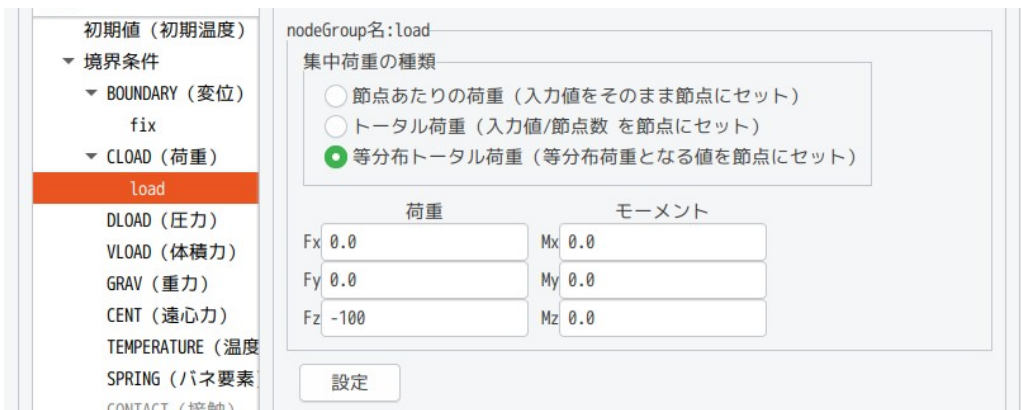 初期値（初期温度）
境界条件
BOUNDARY（変位）
fix
CLOAD（荷重）
load
DLOAD（圧力）
VLOAD（体積力）
GRAV（重力）
CENT（遠心力）
TEMPERATURE（温度
SPRING（バネ要素
CONTACT（接触）
nodeGroup名:load
集中荷重の種類
節点あたりの荷重（入力値をそのまま節点にセット）
トータル荷重（入力値/節点数 を節点にセット）
等分布トータル荷重（等分布荷重となる値を節点にセット）
荷重 モーメント
Fx 0.0 Mx 0.0
Fy 0.0 My 0.0
Fz -100 Mz 0.0
設定